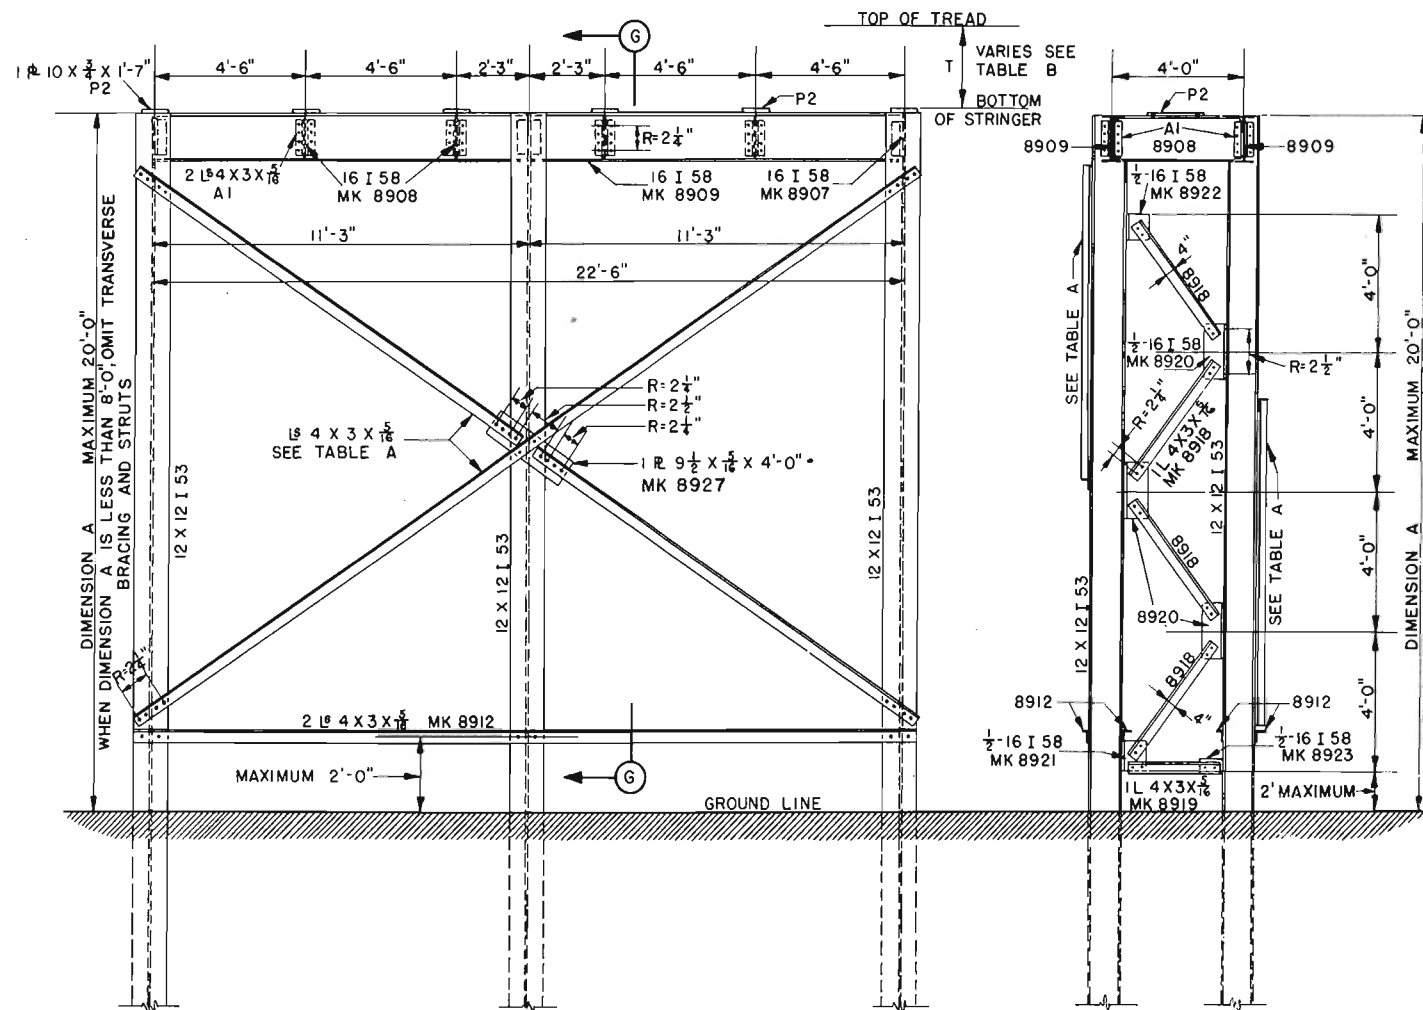 TOP OF TREAD
G
VARIES SEE
TABLE B
T
BOTTOM
OF STRINGER
1 ℙ 10 X 3/4 X 1'-7"
P2
4'-6"
4'-6"
2'-3"
2'-3"
4'-6"
4'-6"
P2
R=2 1/4"
2 Lˢ 4 X 3 X 5/16
A1
16 I 58
MK 8908
16 I 58
MK 8909
16 I 58
MK 8907
11'-3"
11'-3"
22'-6"
DIMENSION A MAXIMUM 20'-0"
WHEN DIMENSION A IS LESS THAN 8'-0", OMIT TRANSVERSE
BRACING AND STRUTS
12 X 12 I 53
12 X 12 I 53
12 X 12 I 53
R=2 1/4"
R=2 1/2"
R=2 1/4"
Lˢ 4 X 3 X 5/16
SEE TABLE A
1 ℙ 9 1/2 X 5/16 X 4'-0"
MK 8927
R=2 1/4"
2 Lˢ 4 X 3 X 5/16 MK 8912
MAXIMUM 2'-0"
G
GROUND LINE
4'-0"
P2
8909
A1
8908
8909
1/2-16 I 58
MK 8922
4"
8918
SEE TABLE A
1/2-16 I 58
MK 8920
R=2 1/2"
R=2 1/4"
1L 4X3X5/16
MK 8918
12 X 12 I 53
4'-0"
4'-0"
4'-0"
4'-0"
DIMENSION A MAXIMUM 20'-0"
8918
8920
SEE TABLE A
12 X 12 I 53
8918
4"
8912
8912
1/2-16 I 58
MK 8921
1/2-16 I 58
MK 8923
1L 4X3X5/16
MK 8919
2' MAXIMUM